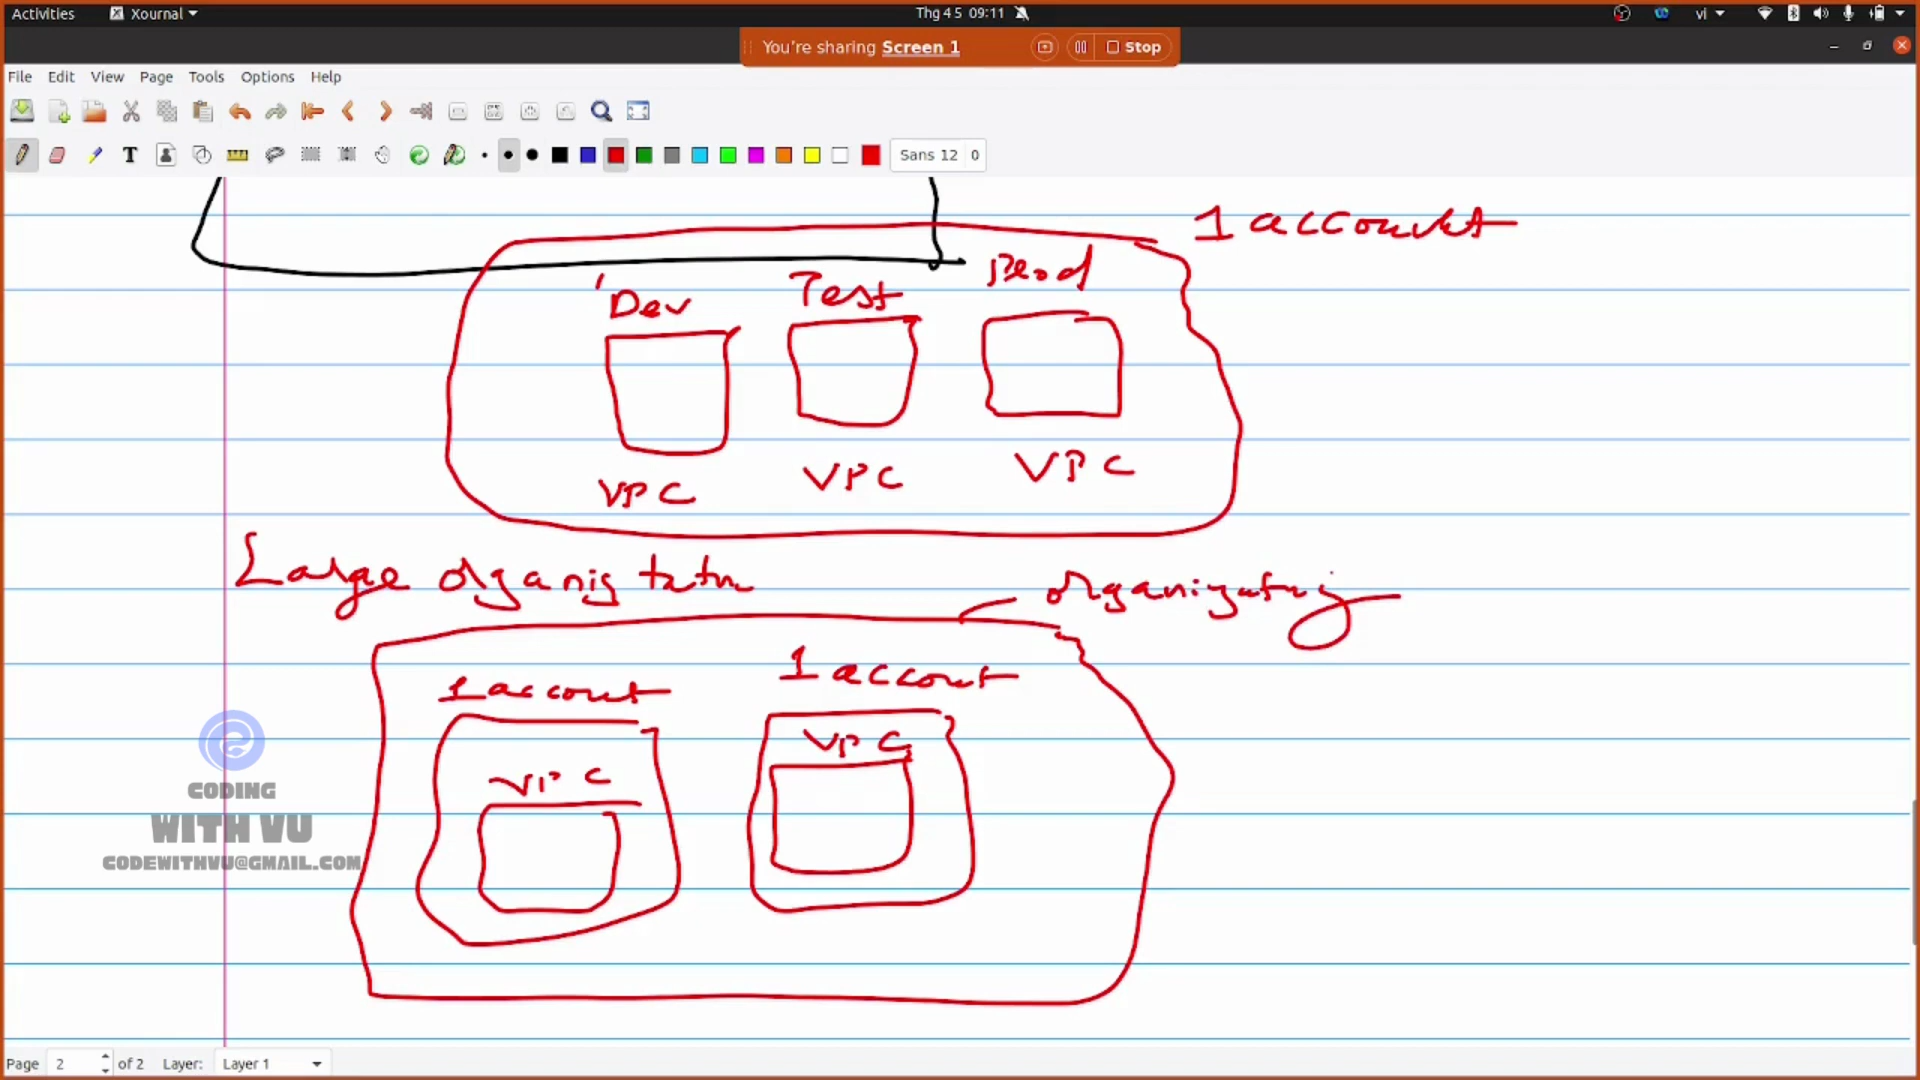 Activities Xournal Thg 4 5 09:11 vi
You're sharing Screen 1 Stop
File Edit View Page Tools Options Help
T Sans 12 0
1 account
Dev Test Prod
VPC VPC VPC
Large
1 account 1 account
VPC VPC
CODING
WITH VU
CODEWITHVU@GMAIL.COM
Page 2 of 2 Layer: Layer 1